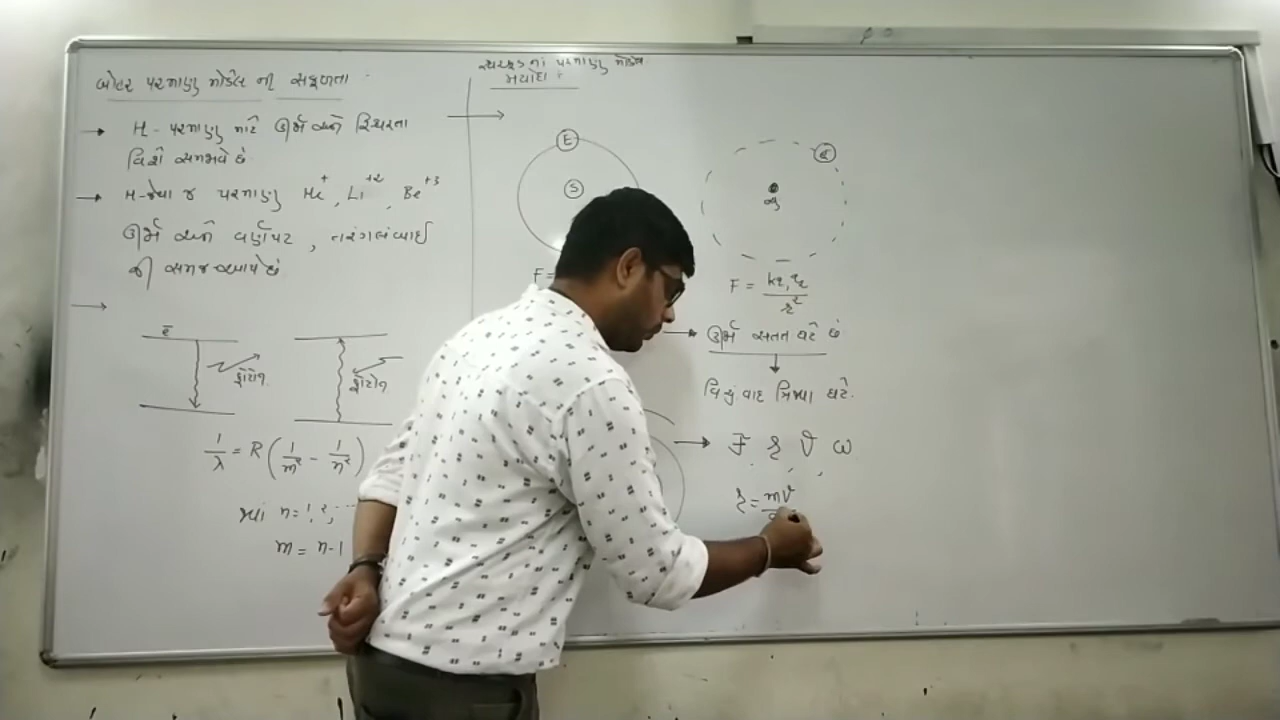 બોહર પરમાણુ મોડેલ ની સફળતા :
→ H - પરમાણુ માટે ઊર્જા અને સ્થિરતા
વિશે સમજાવે છે.
→ H-જેવા જ પરમાણુ He⁺, Li⁺², Be⁺³
ઊર્જા અને વર્ણપટ, તરંગલંબાઈ
ની સમજ આપે છે
→
ē
ફોટોન
ફોટોન
1/λ = R(1/m² - 1/n²)
n = 1, 2, ...
m = n-1
પરમાણુ મોડેલ
મર્યાદા :
E
S
e
F =
F = kq₁q₂/r²
→ ઊર્જા સતત ઘટે છે
↓
ત્રિજ્યા ઘટે.
→ F, r, v, ω
r = mv